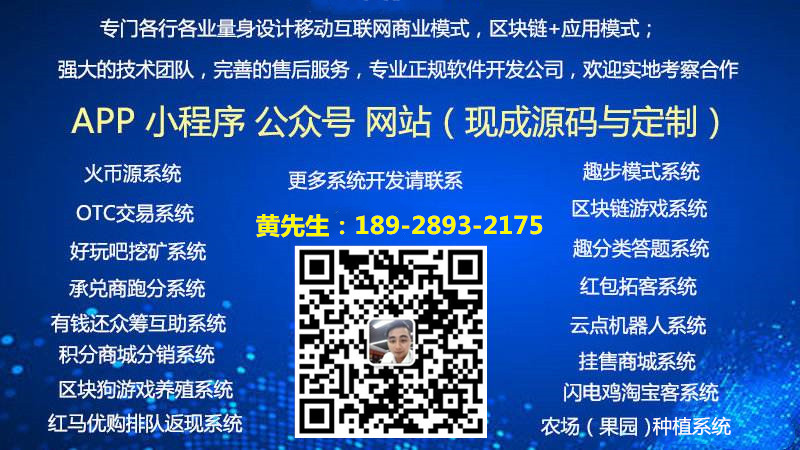 专门各行各业量身设计移动互联网商业模式，区块链+应用模式；
强大的技术团队，完善的售后服务，专业正规软件开发公司，欢迎实地考察合作
APP 小程序 公众号 网站（现成源码与定制）
火币源系统
OTC交易系统
好玩吧挖矿系统
承兑商跑分系统
有钱还众筹互助系统
积分商城分销系统
区块狗游戏养殖系统
红马优购排队返现系统
更多系统开发请联系
黄先生：189-2893-2175
趣步模式系统
区块链游戏系统
趣分类答题系统
红包拓客系统
云点机器人系统
挂售商城系统
闪电鸡淘宝客系统
农场（果园）种植系统